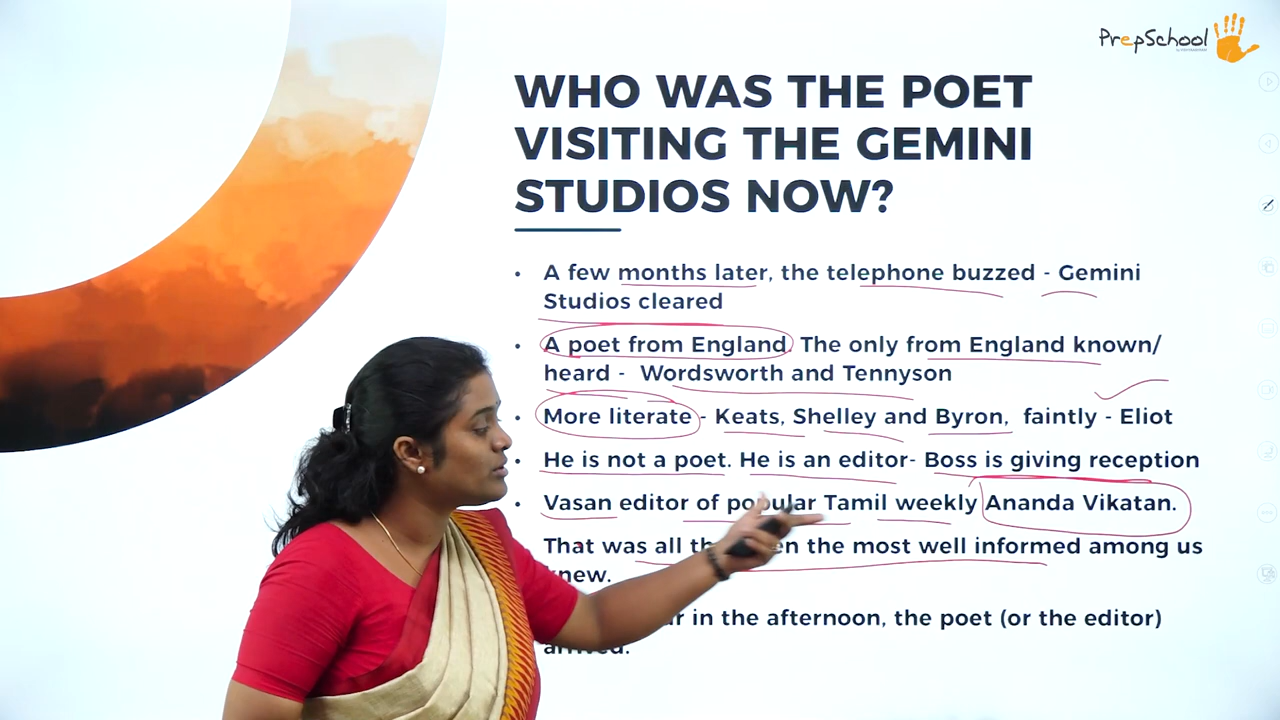 PrepSchool
WHO WAS THE POET
VISITING THE GEMINI
STUDIOS NOW?
• A few months later, the telephone buzzed - Gemini
Studios cleared
• A poet from England. The only from England known/
heard - Wordsworth and Tennyson
• More literate - Keats, Shelley and Byron, faintly - Eliot
• He is not a poet. He is an editor- Boss is giving reception
• Vasan editor of popular Tamil weekly Ananda Vikatan.
That was all the most well informed among us
knew.
in the afternoon, the poet (or the editor)
arrived.